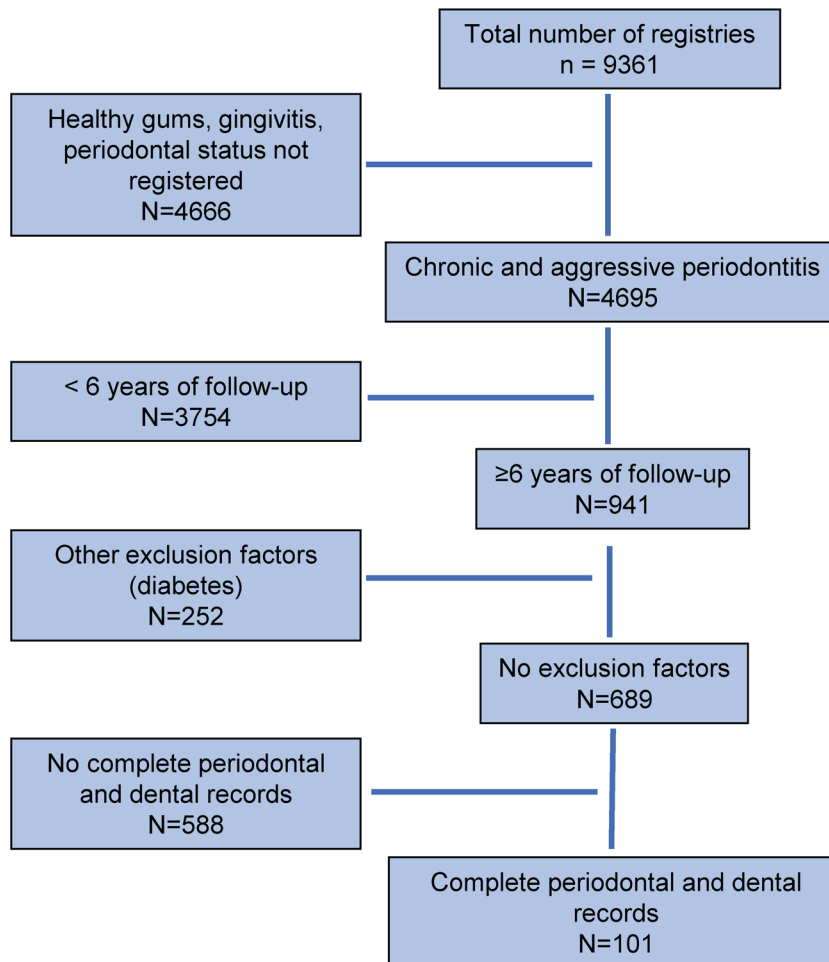 Total number of registries
n = 9361
Healthy gums, gingivitis,
periodontal status not
registered
N=4666
Chronic and aggressive periodontitis
N=4695
< 6 years of follow-up
N=3754
≥6 years of follow-up
N=941
Other exclusion factors
(diabetes)
N=252
No exclusion factors
N=689
No complete periodontal
and dental records
N=588
Complete periodontal and dental
records
N=101